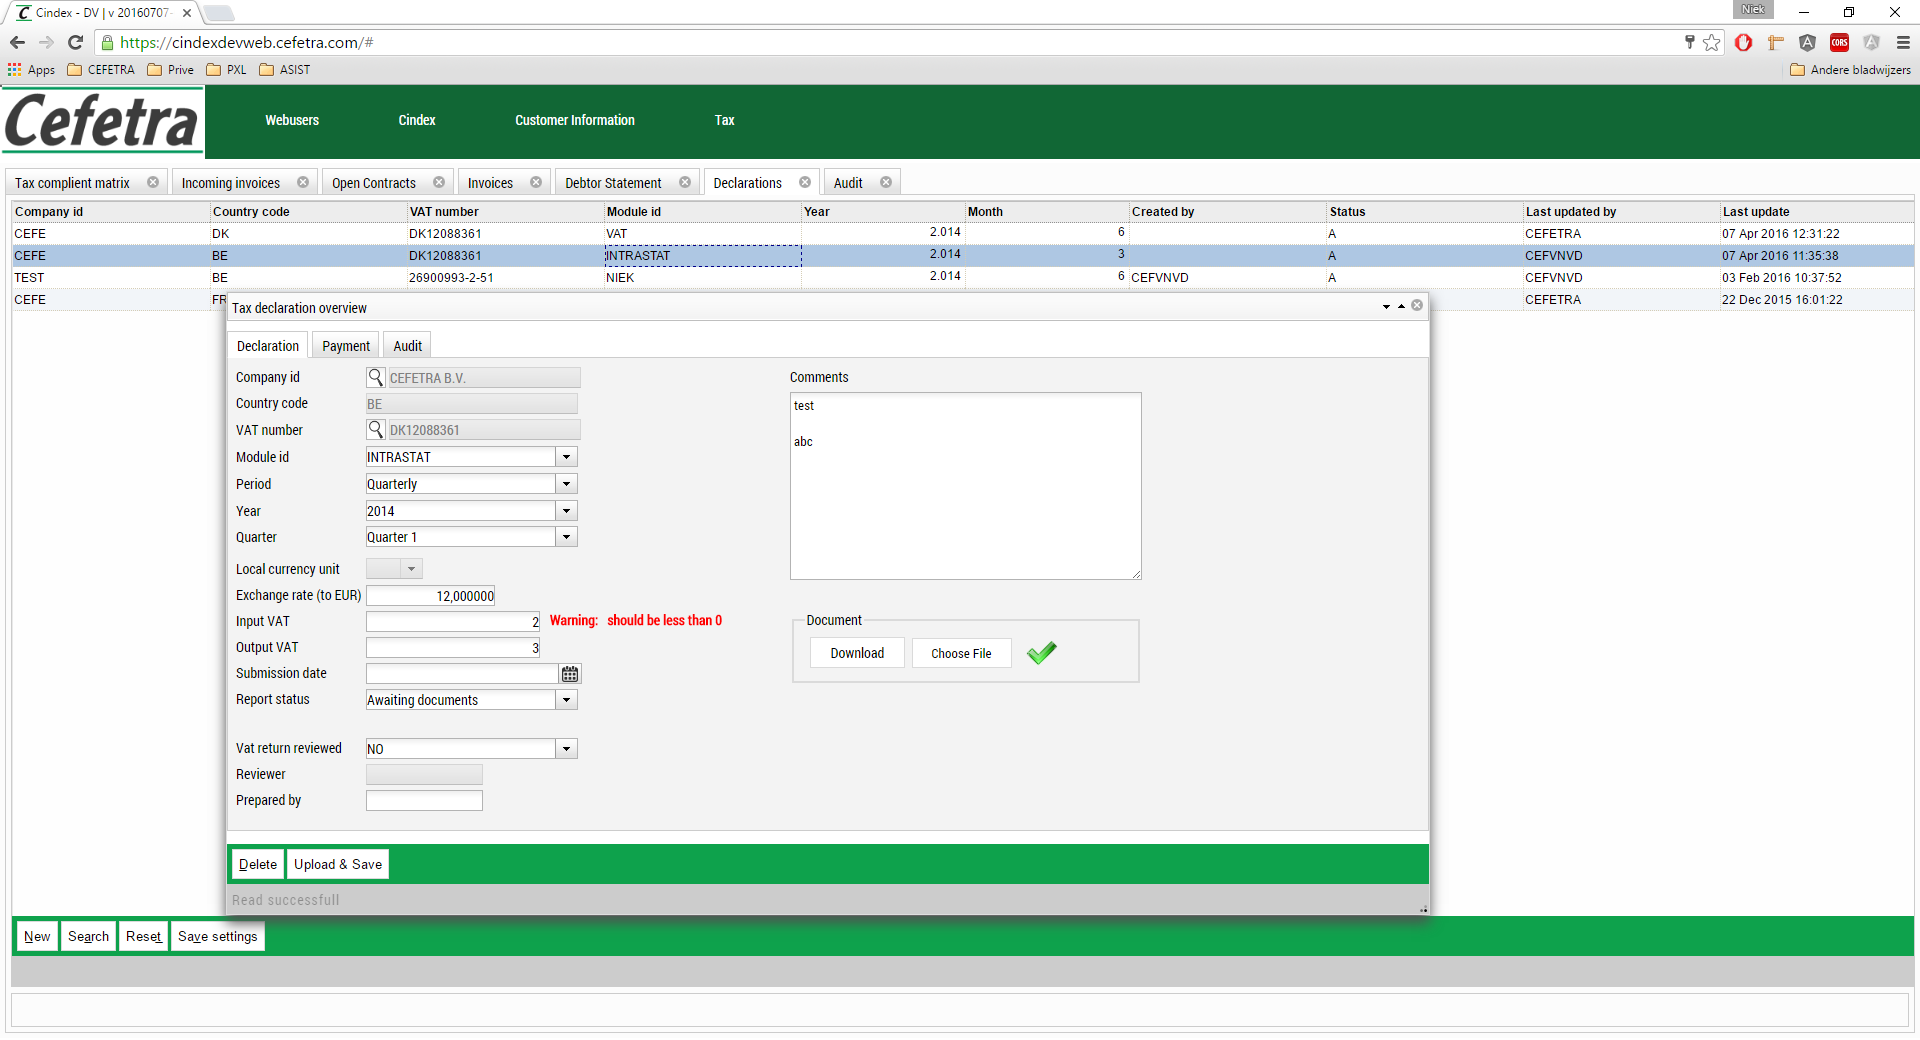 Cindex - DV | v 20160707-
Niek
https://cindexdevweb.cefetra.com/#
CORS
Apps CEFETRA Prive PXL ASIST Andere bladwijzers
Cefetra
Webusers Cindex Customer Information Tax
Tax complient matrix Incoming invoices Open Contracts Invoices Debtor Statement Declarations Audit
Company id Country code VAT number Module id Year Month Created by Status Last updated by Last update
CEFE DK DK12088361 VAT 2.014 6 A CEFETRA 07 Apr 2016 12:31:22
CEFE BE DK12088361 INTRASTAT 2.014 3 A CEFVNVD 07 Apr 2016 11:35:38
TEST BE 26900993-2-51 NIEK 2.014 6 CEFVNVD A CEFVNVD 03 Feb 2016 10:37:52
CEFE FR CEFETRA 22 Dec 2015 16:01:22
Tax declaration overview
Declaration Payment Audit
Company id CEFETRA B.V.
Country code BE
VAT number DK12088361
Module id INTRASTAT
Period Quarterly
Year 2014
Quarter Quarter 1
Local currency unit
Exchange rate (to EUR) 12,000000
Input VAT 2 Warning: should be less than 0
Output VAT 3
Submission date
Report status Awaiting documents
Vat return reviewed NO
Reviewer
Prepared by
Comments
test
abc
Document
Download Choose File
Delete Upload & Save
Read successfull
New Search Reset Save settings